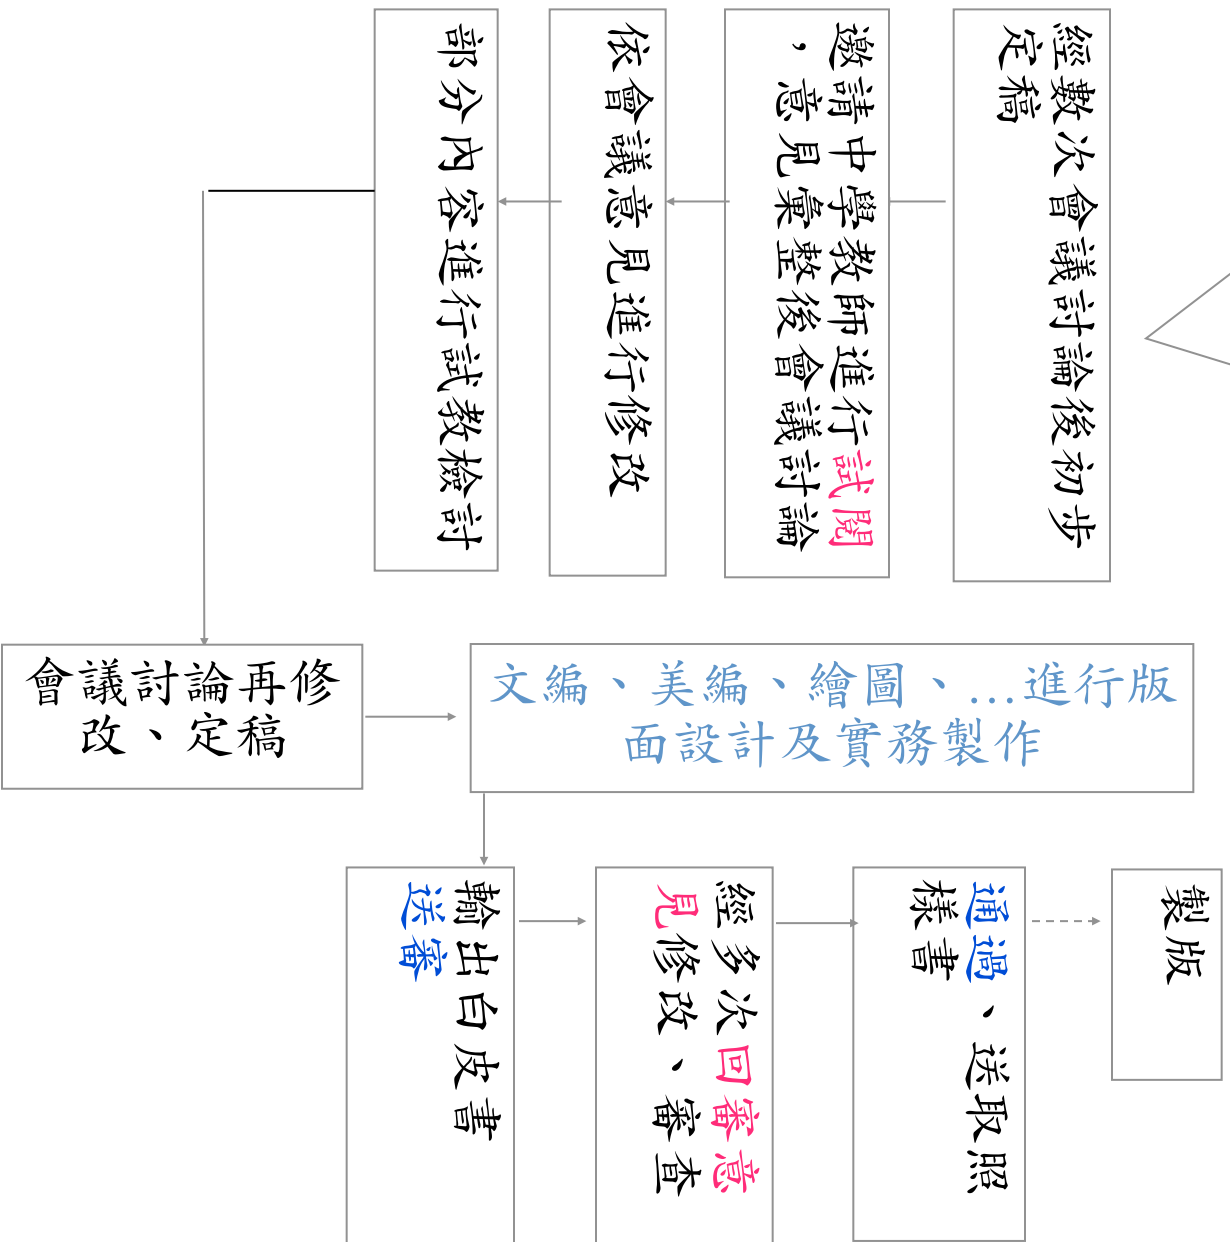 經數次會議討論後初步
定稿
邀請中學教師進行試閱
，意見彙整後會議討論
依會議意見進行修改
部分內容進行試教檢討
會議討論再修
改、定稿
文編、美編、繪圖、…進行版
面設計及實務製作
輸出白皮書
送審
經多次回審意
見修改、審查
通過、送取照
樣書
製版